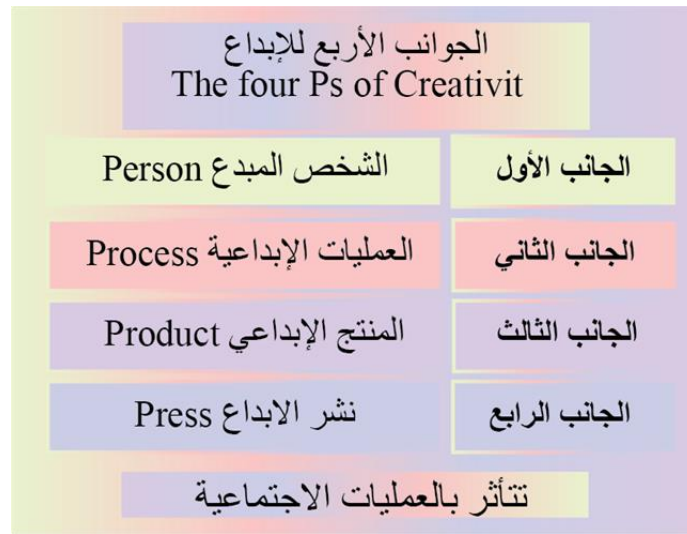 الجوانب الأربع للإبداع
The four Ps of Creativit
الجانب الأول
الشخص المبدع Person
الجانب الثاني
العمليات الإبداعية Process
الجانب الثالث
المنتج الإبداعي Product
الجانب الرابع
نشر الابداع Press
تتأثر بالعمليات الاجتماعية